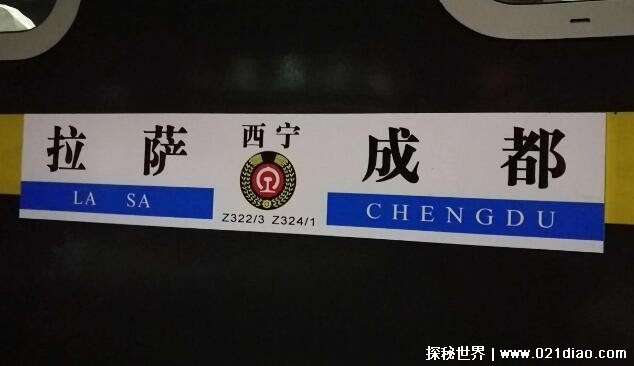 拉萨
LA SA
西宁
Z322/3 Z324/1
成都
CHENGDU
探秘世界 | www.021diao.com